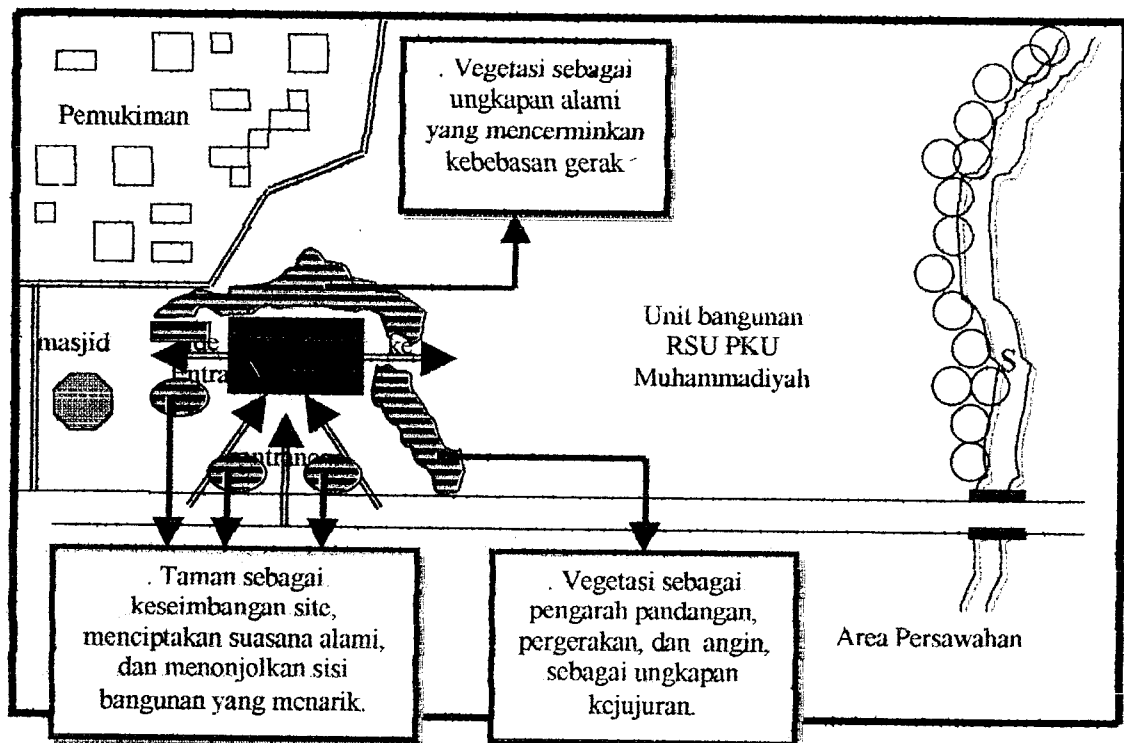 . Vegetasi sebagai
ungkapan alami
yang mencerminkan
kebebasan gerak
Pemukiman
masjid
ke
Unit bangunan
RSU PKU
Muhammadiyah
S
. Taman sebagai
keseimbangan site,
menciptakan suasana alami,
dan menonjolkan sisi
bangunan yang menarik.
. Vegetasi sebagai
pengarah pandangan,
pergerakan, dan angin,
sebagai ungkapan
kejujuran.
Area Persawahan